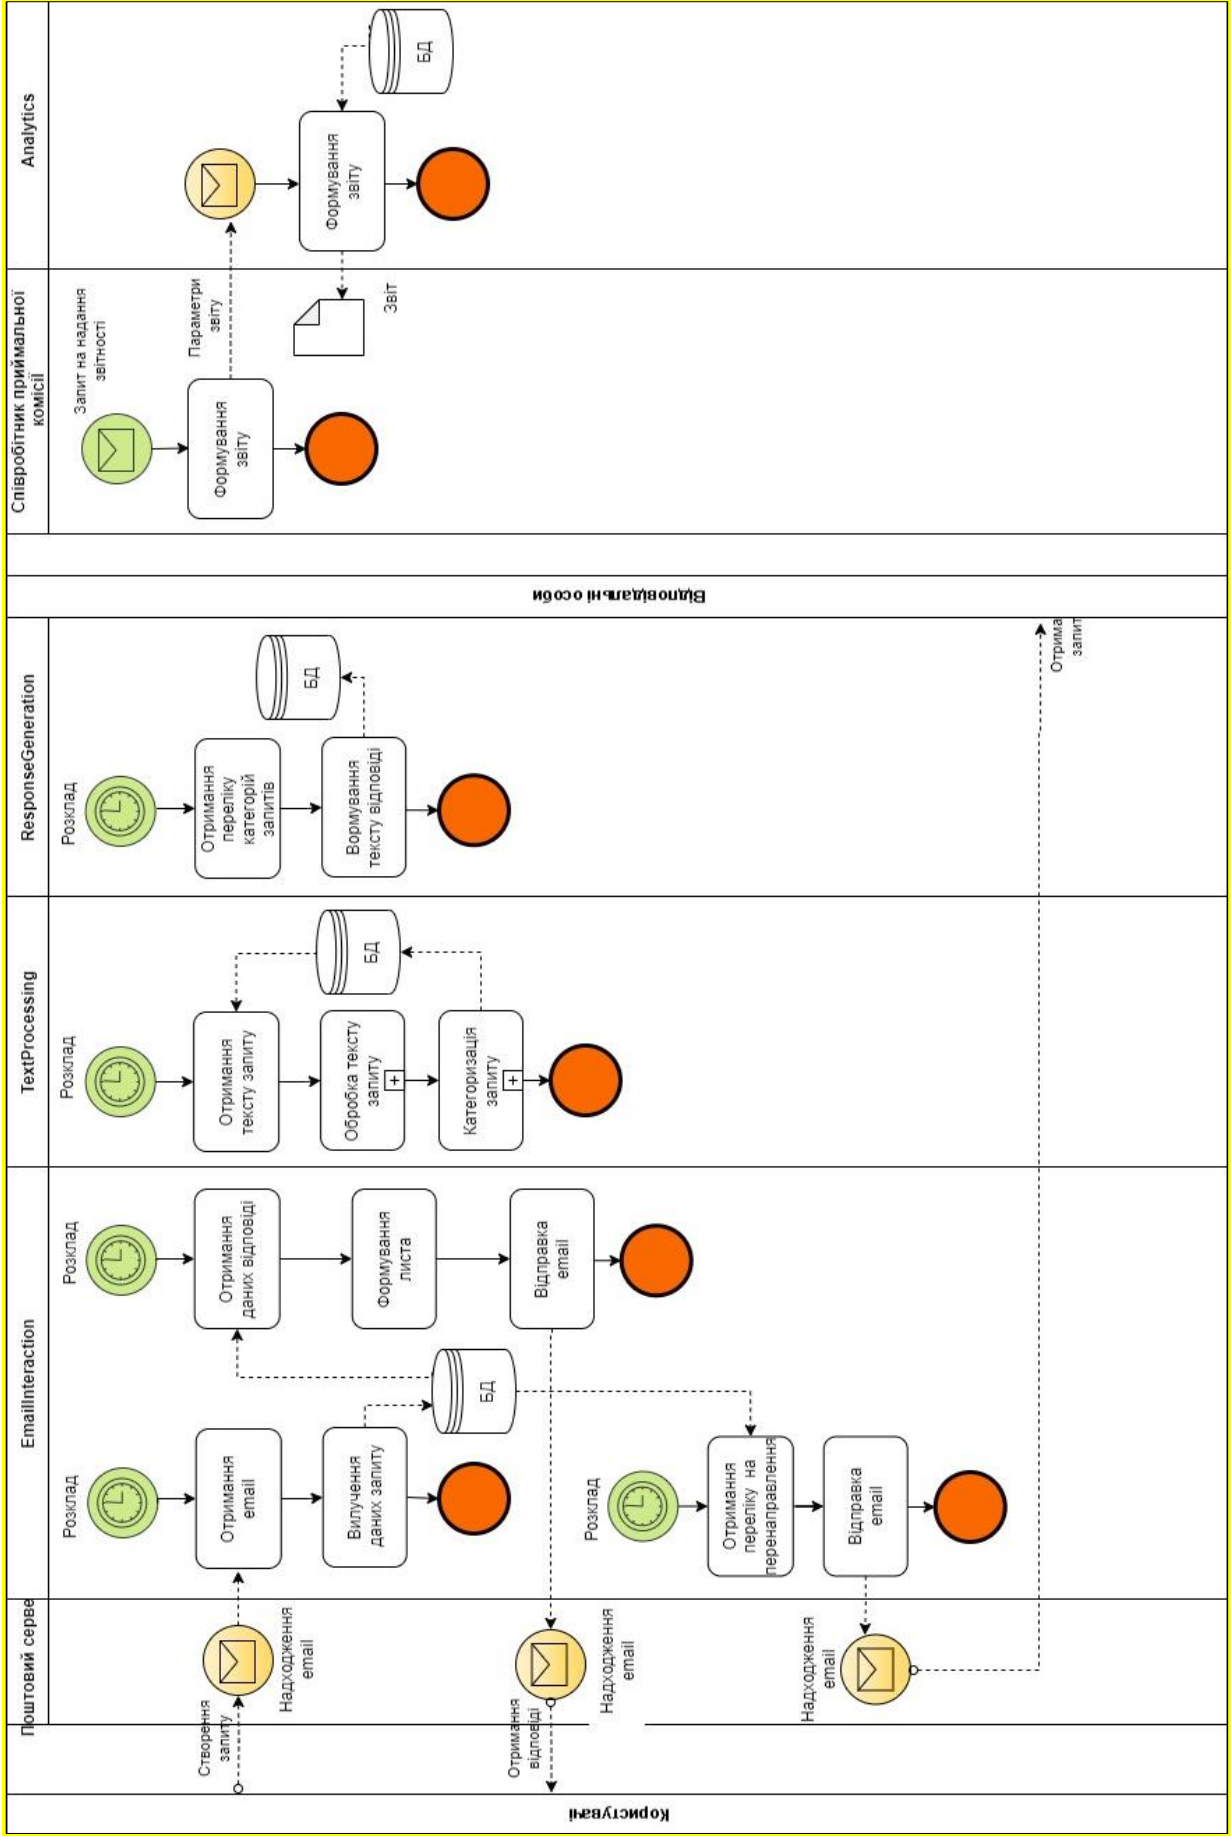 Користувачі
Поштовий серве
Створення
запиту
Надходження
email
Отримання
відповіді
Надходження
email
Надходження
email
EmailInteraction
Розклад
Отримання
email
Вилучення
даних запиту
БД
Розклад
Отримання
даних відповіді
Формування
листа
Відправка
email
Розклад
Отримання
переліку на
перенаправлення
Відправка
email
TextProcessing
Розклад
Отримання
тексту запиту
Обробка тексту
запиту
Категоризація
запиту
БД
ResponseGeneration
Розклад
Отримання
переліку
категорій
запитів
Вормування
тексту відповіді
БД
Отрима
запит
Відповідальні особи
Співробітник приймальної
комісії
Запит на надання
звітності
Формування
звіту
Параметри
звіту
Звіт
Analytics
Формування
звіту
БД